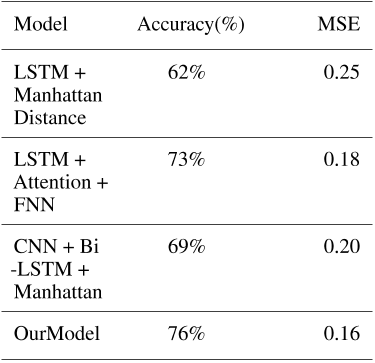 Model Accuracy(%) MSE
LSTM + 62% 0.25
Manhattan
Distance
LSTM + 73% 0.18
Attention +
FNN
CNN + Bi 69% 0.20
-LSTM +
Manhattan
OurModel 76% 0.16